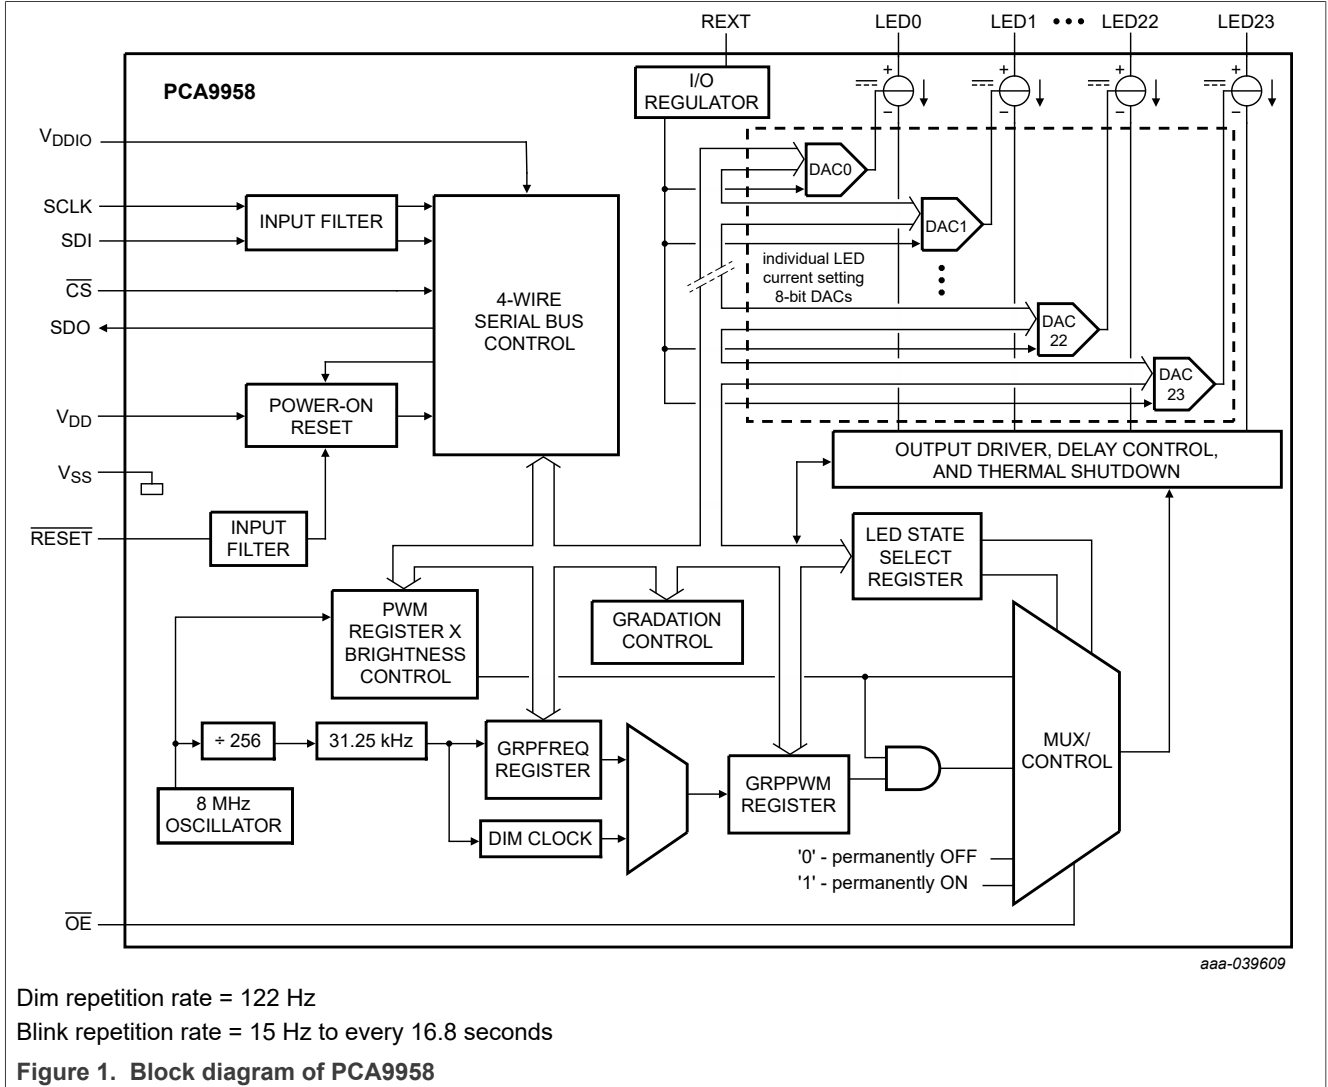 REXT
LED0
LED1
LED22
LED23
PCA9958
I/O
REGULATOR
+
+
+
+
−
−
−
−
VDDIO
SCLK
SDI
CS
SDO
VDD
VSS
RESET
OE
INPUT FILTER
4-WIRE
SERIAL BUS
CONTROL
POWER-ON
RESET
INPUT
FILTER
DAC0
DAC1
individual LED
current setting
8-bit DACs
DAC
22
DAC
23
OUTPUT DRIVER, DELAY CONTROL,
AND THERMAL SHUTDOWN
LED STATE
SELECT
REGISTER
PWM
REGISTER X
BRIGHTNESS
CONTROL
GRADATION
CONTROL
÷ 256
31.25 kHz
8 MHz
OSCILLATOR
GRPFREQ
REGISTER
DIM CLOCK
GRPPWM
REGISTER
MUX/
CONTROL
'0' - permanently OFF
'1' - permanently ON
aaa-039609
Dim repetition rate = 122 Hz
Blink repetition rate = 15 Hz to every 16.8 seconds
Figure 1. Block diagram of PCA9958